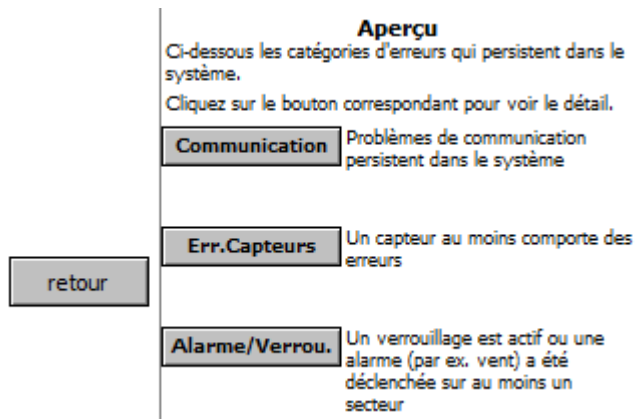 Aperçu
Ci-dessous les catégories d'erreurs qui persistent dans le
système.
Cliquez sur le bouton correspondant pour voir le détail.
Communication
Problèmes de communication
persistent dans le système
Err.Capteurs
Un capteur au moins comporte des
erreurs
retour
Alarme/Verrou.
Un verrouillage est actif ou une
alarme (par ex. vent) a été
déclenchée sur au moins un
secteur